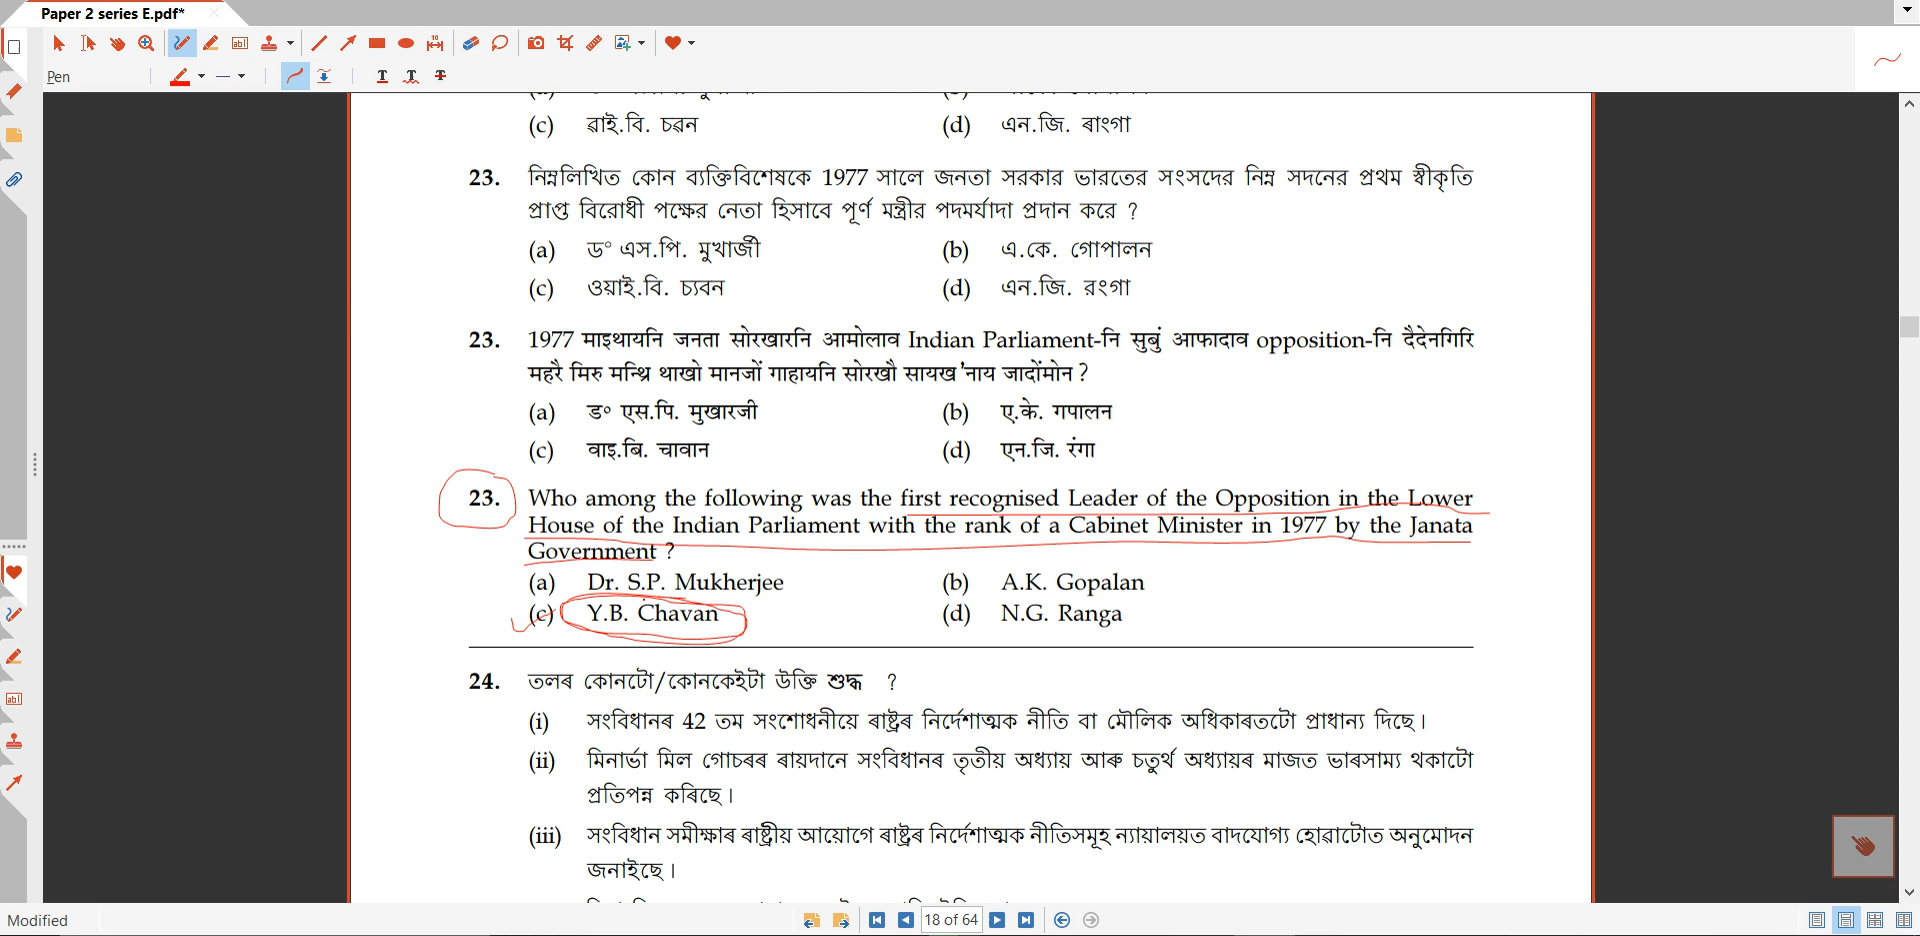 Paper 2 series E.pdf*
Pen
(c) ৱাই.বি. চৱন (d) এন.জি. ৰাংগা
23. নিম্নলিখিত কোন ব্যক্তিবিশেষকে 1977 সালে জনতা সরকার ভারতের সংসদের নিম্ন সদনের প্রথম স্বীকৃতি
প্রাপ্ত বিরোধী পক্ষের নেতা হিসাবে পূর্ণ মন্ত্রীর পদমর্যাদা প্রদান করে ?
(a) ড° এস.পি. মুখার্জী (b) এ.কে. গোপালন
(c) ওয়াই.বি. চ্যবন (d) এন.জি. রংগা
23. 1977 माइथायनि जनता सोरखारनि आमोलाव Indian Parliament-नि सुबुं आफादाव opposition-नि दैदेनगिरि
महरै मिरु मन्थ्रि थाखो मानजों गाहायनि सोरखौ सायख'नाय जादोंमोन ?
(a) ड॰ एस.पि. मुखारजी (b) ए.के. गपालन
(c) वाइ.बि. चावान (d) एन.जि. रंगा
23. Who among the following was the first recognised Leader of the Opposition in the Lower
House of the Indian Parliament with the rank of a Cabinet Minister in 1977 by the Janata
Government ?
(a) Dr. S.P. Mukherjee (b) A.K. Gopalan
(c) Y.B. Chavan (d) N.G. Ranga
24. তলৰ কোনটো/কোনকেইটা উক্তি শুদ্ধ ?
(i) সংবিধানৰ 42 তম সংশোধনীয়ে ৰাষ্ট্ৰৰ নিৰ্দেশাত্মক নীতি বা মৌলিক অধিকাৰতটো প্ৰাধান্য দিছে।
(ii) মিনাৰ্ভা মিল গোচৰৰ ৰায়দানে সংবিধানৰ তৃতীয় অধ্যায় আৰু চতুৰ্থ অধ্যায়ৰ মাজত ভাৰসাম্য থকাটো
প্ৰতিপন্ন কৰিছে।
(iii) সংবিধান সমীক্ষাৰ ৰাষ্ট্ৰীয় আয়োগে ৰাষ্ট্ৰৰ নিৰ্দেশাত্মক নীতিসমূহ ন্যায়ালয়ত বাদযোগ্য হোৱাটোত অনুমোদন
জনাইছে।
Modified
18 of 64